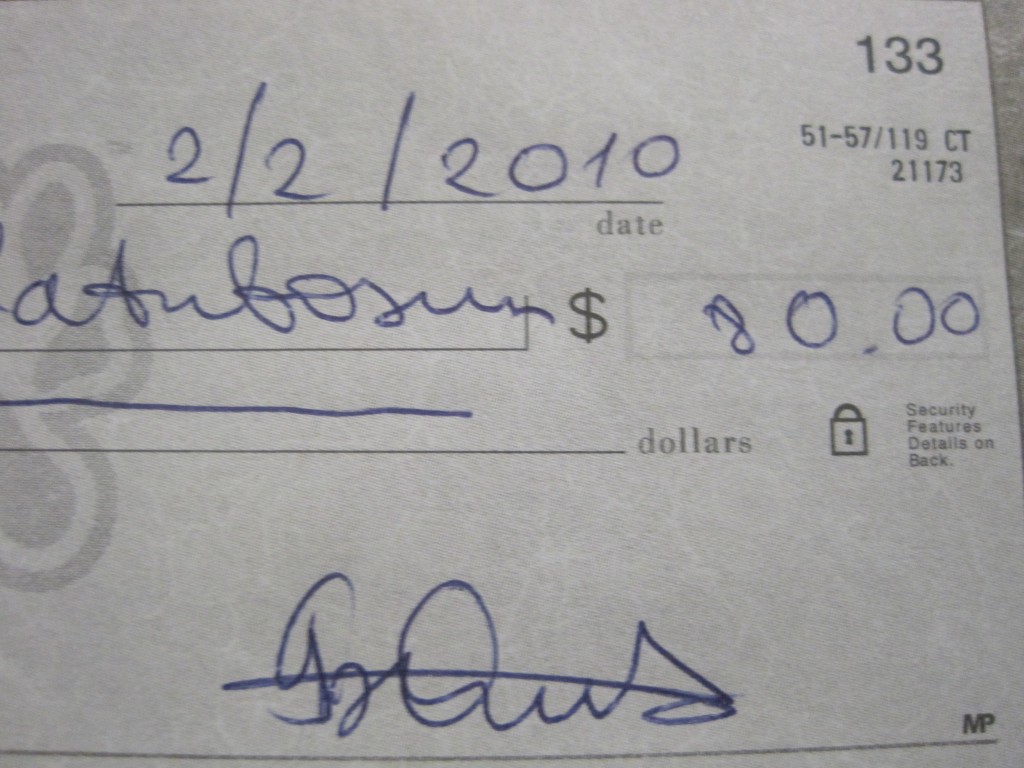 133
51-57/119 CT
21173
2/2/2010
date
$ 80.00
dollars
Security
Features
Details on
Back.
MP